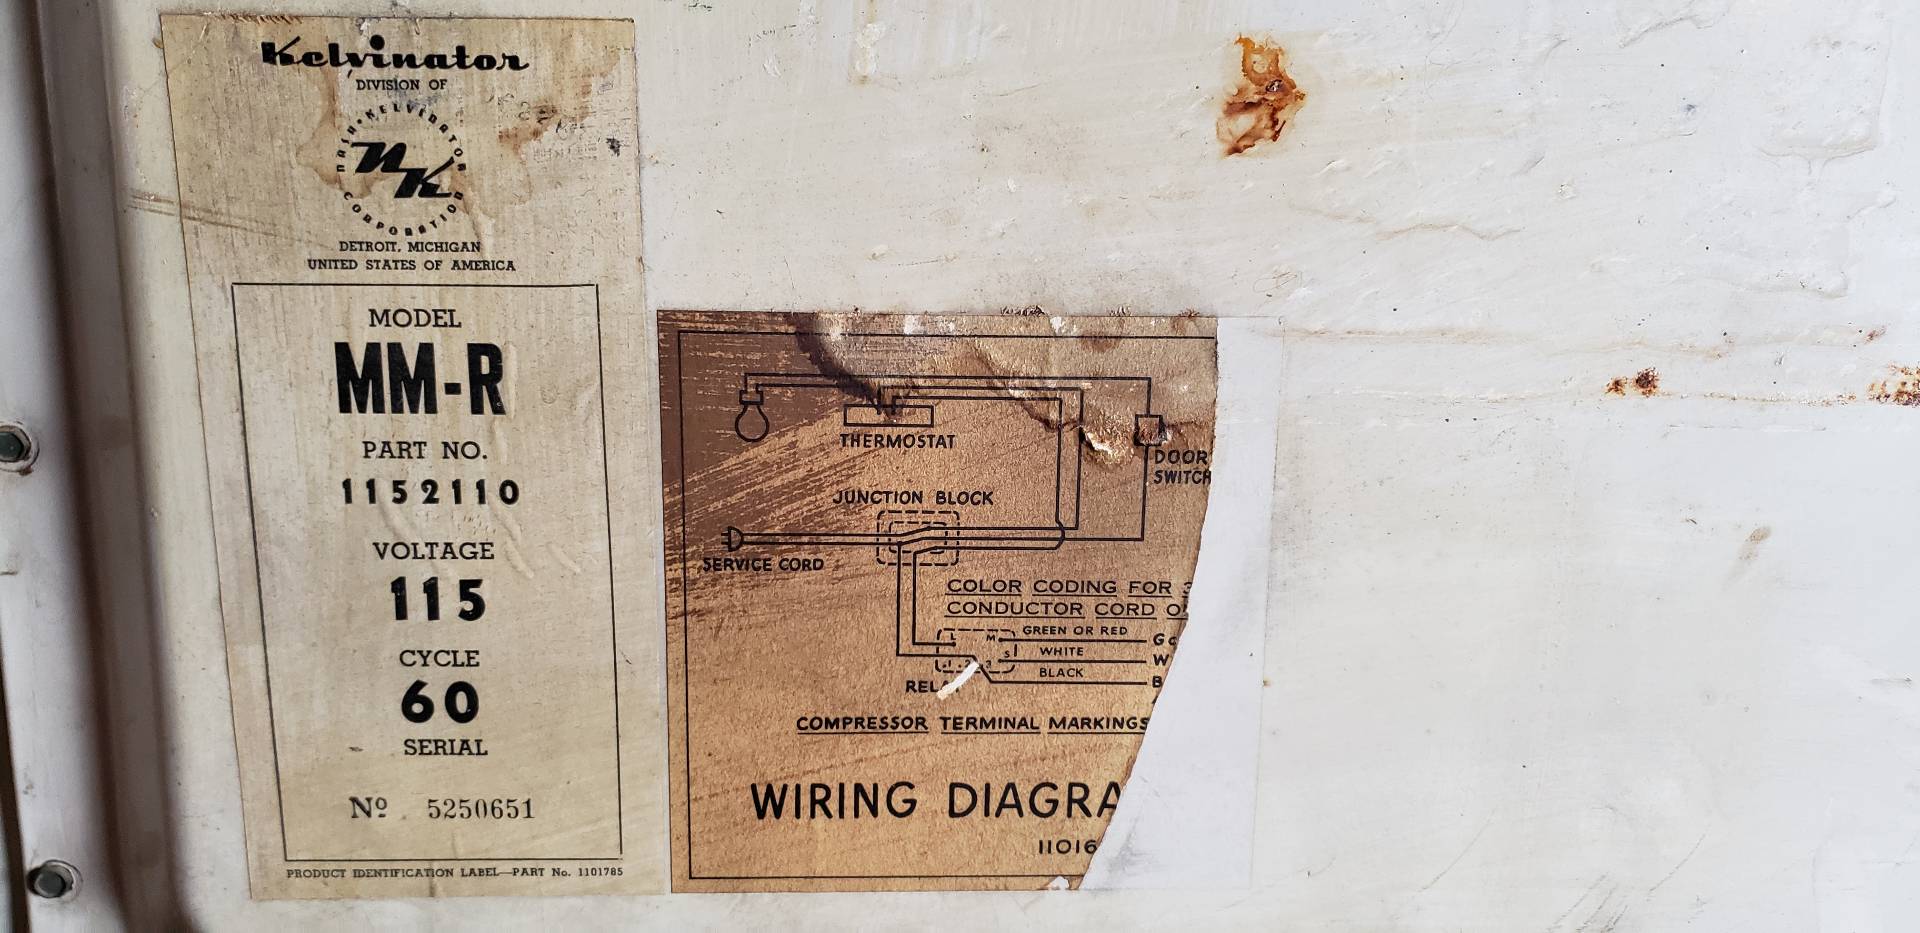 Kelvinator
DIVISION OF
NASH-KELVINATOR
NK
CORPORATION
DETROIT, MICHIGAN
UNITED STATES OF AMERICA
MODEL
MM-R
PART NO.
1152110
VOLTAGE
115
CYCLE
60
SERIAL
Nº 5250651
PRODUCT IDENTIFICATION LABEL—PART No. 1101785
THERMOSTAT
DOOR
SWITCH
JUNCTION BLOCK
SERVICE CORD
COLOR CODING FOR
CONDUCTOR CORD
L M GREEN OR RED
S WHITE W
BLACK B
COMPRESSOR TERMINAL MARKINGS
WIRING DIAGRA
11016